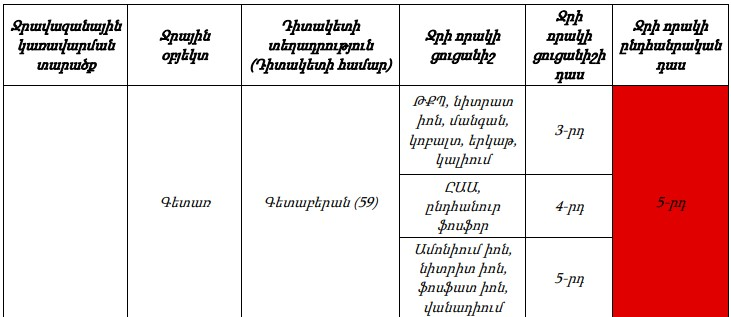 Ջրավազանային
կառավարման
տարածք
Ջրային
օբյեկտ
Դիտակետի
տեղադրություն
(Դիտակետի համար)
Ջրի որակի
ցուցանիշ
Ջրի
որակի
ցուցանիշի
դաս
Ջրի որակի
ընդհանրական
դաս
Գետառ
Գետաբերան (59)
ԹՔՊ, նիտրատ
իոն, մանգան,
կոբալտ, երկաթ,
կալիում
3-րդ
ԸԱԱ,
ընդհանուր
ֆոսֆոր
4-րդ
Ամոնիում իոն,
նիտրիտ իոն,
ֆոսֆատ իոն,
վանադիում
5-րդ
5-րդ